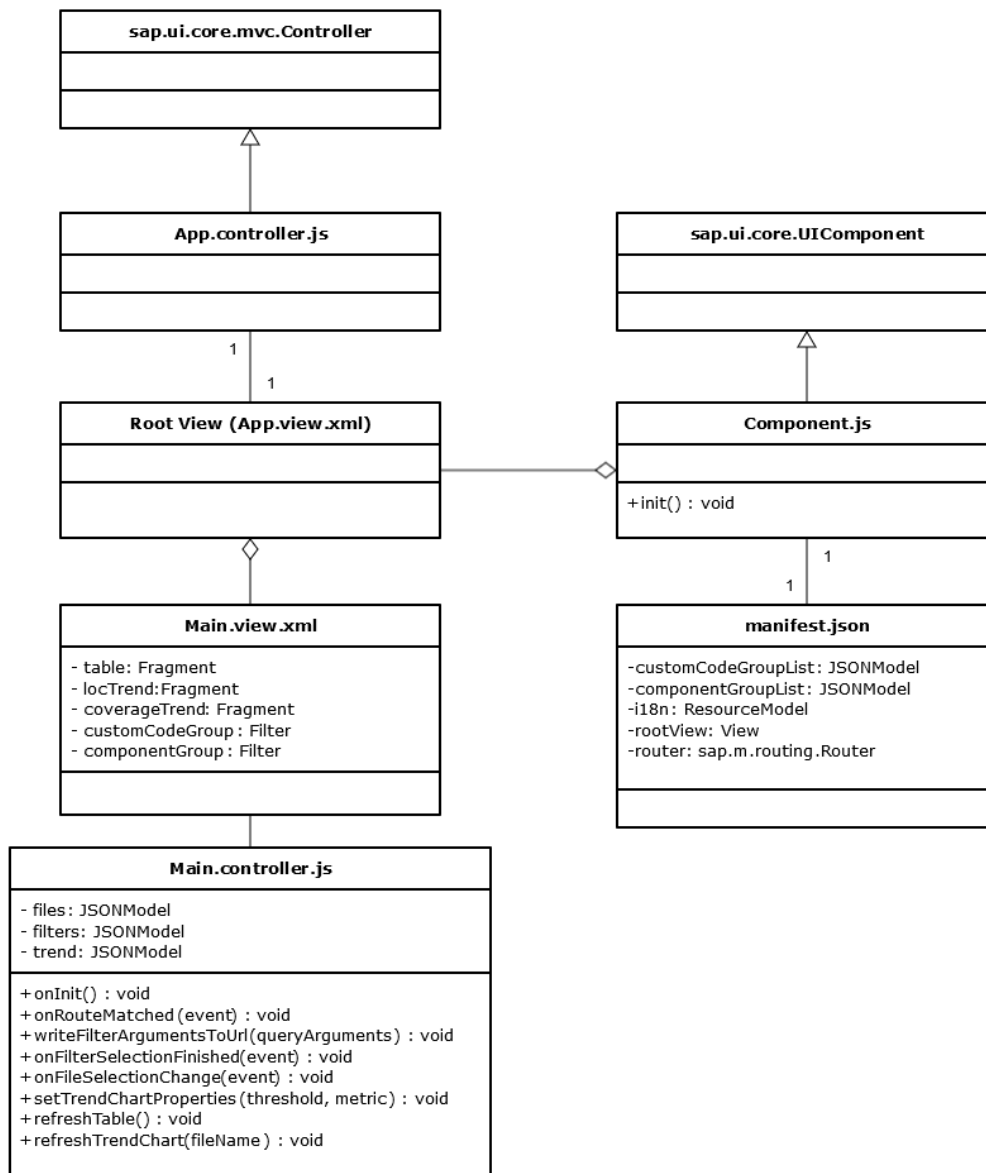 sap.ui.core.mvc.Controller
App.controller.js
sap.ui.core.UIComponent
1
1
Root View (App.view.xml)
Component.js
+init() : void
1
1
Main.view.xml
- table: Fragment
- locTrend:Fragment
- coverageTrend: Fragment
- customCodeGroup: Filter
- componentGroup: Filter
manifest.json
-customCodeGroupList: JSONModel
-componentGroupList: JSONModel
-i18n: ResourceModel
-rootView: View
-router: sap.m.routing.Router
Main.controller.js
- files: JSONModel
- filters: JSONModel
- trend: JSONModel
+onInit() : void
+onRouteMatched(event) : void
+writeFilterArgumentsToUrl(queryArguments) : void
+onFilterSelectionFinished(event) : void
+onFileSelectionChange(event) : void
+setTrendChartProperties(threshold, metric) : void
+refreshTable() : void
+refreshTrendChart(fileName) : void